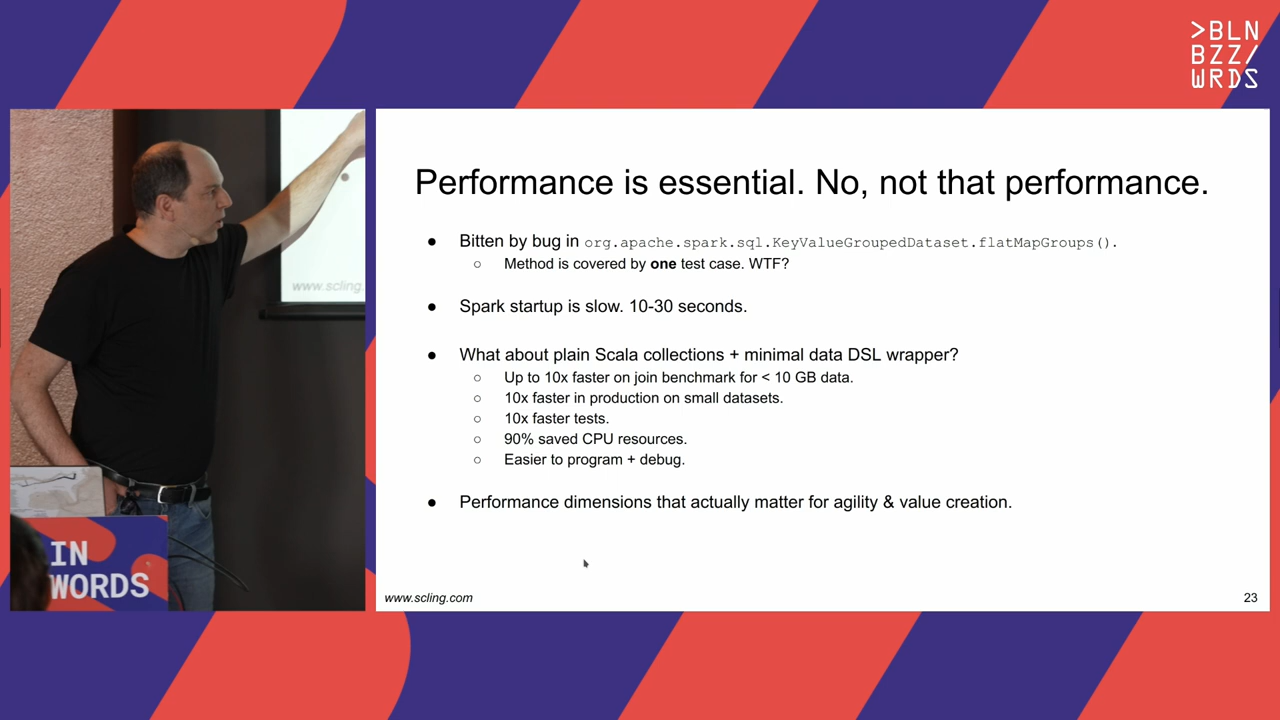 >BLN
BZZ/
WRDS
Performance is essential. No, not that performance.
● Bitten by bug in org.apache.spark.sql.KeyValueGroupedDataset.flatMapGroups().
○ Method is covered by one test case. WTF?
● Spark startup is slow. 10-30 seconds.
● What about plain Scala collections + minimal data DSL wrapper?
○ Up to 10x faster on join benchmark for < 10 GB data.
○ 10x faster in production on small datasets.
○ 10x faster tests.
○ 90% saved CPU resources.
○ Easier to program + debug.
● Performance dimensions that actually matter for agility & value creation.
www.scling.com
23
www.scling.
IN
WORDS